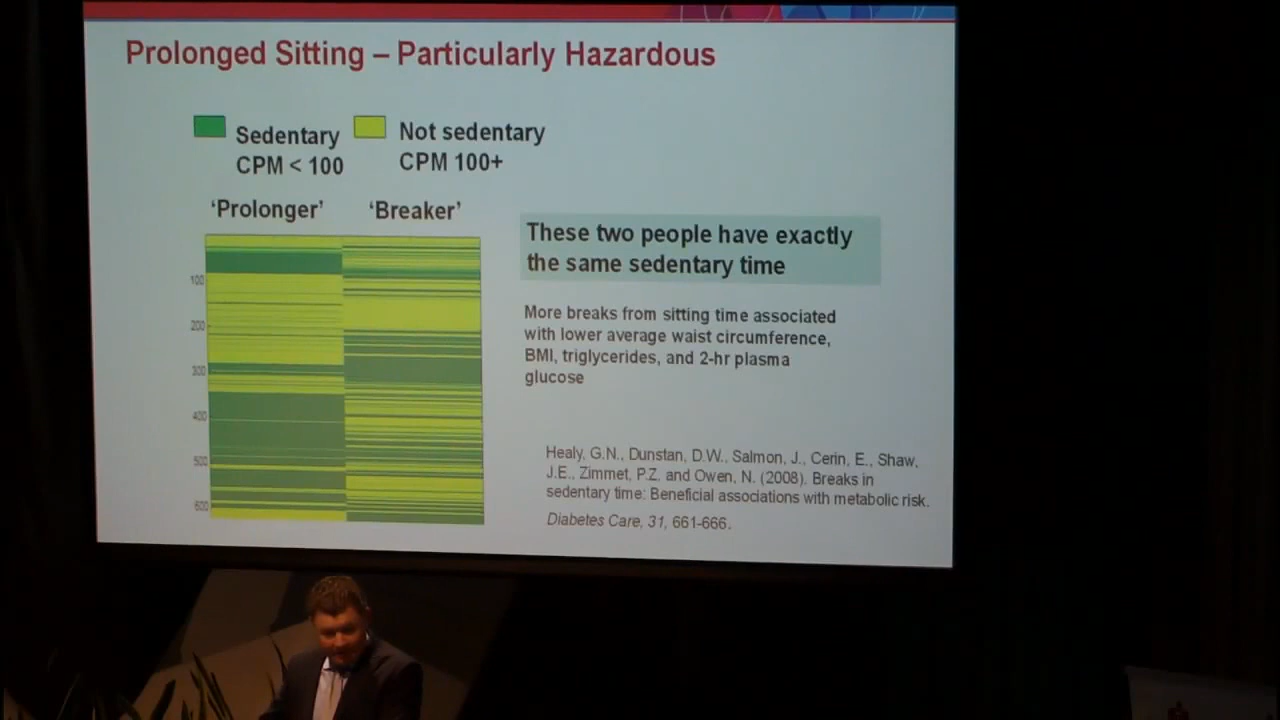 Prolonged Sitting – Particularly Hazardous
Sedentary
CPM < 100
Not sedentary
CPM 100+
‘Prolonger’
‘Breaker’
100
200
300
400
500
600
These two people have exactly
the same sedentary time
More breaks from sitting time associated
with lower average waist circumference,
BMI, triglycerides, and 2-hr plasma
glucose
Healy, G.N., Dunstan, D.W., Salmon, J., Cerin, E., Shaw,
J.E., Zimmet, P.Z. and Owen, N. (2008). Breaks in
sedentary time: Beneficial associations with metabolic risk.
Diabetes Care, 31, 661-666.